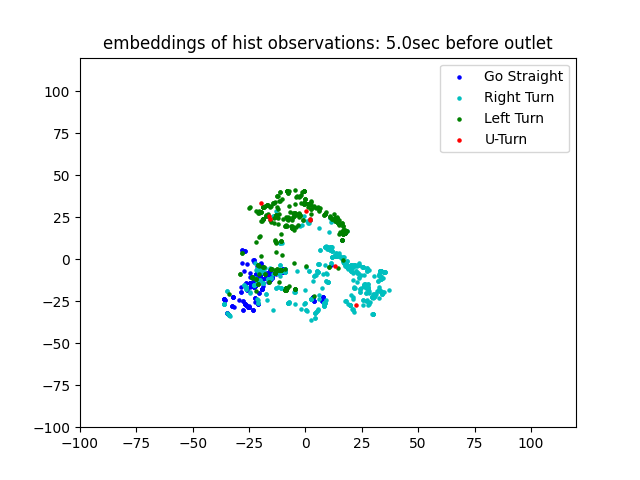 embeddings of hist observations: 5.0sec before outlet
Go Straight
Right Turn
Left Turn
U-Turn
100
75
50
25
0
−25
−50
−75
−100
−100 −75 −50 −25 0 25 50 75 100